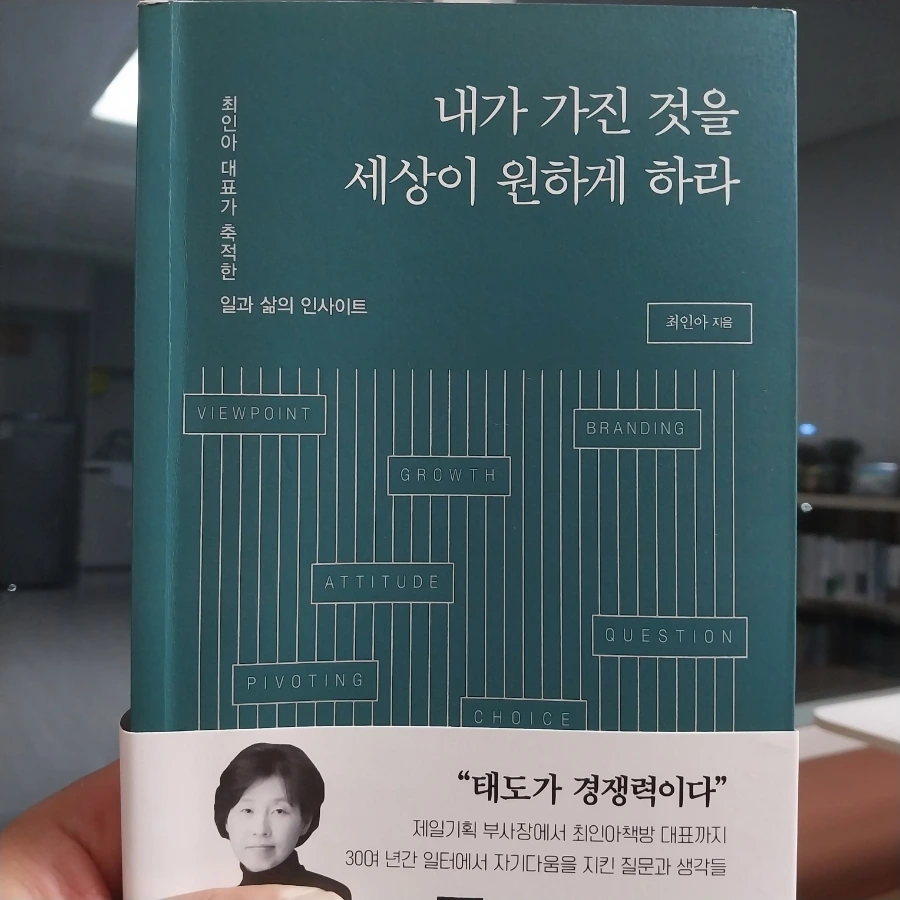 내가 가진 것을
세상이 원하게 하라
최인아 대표가 축적한
일과 삶의 인사이트
최인아 지음
VIEWPOINT
BRANDING
GROWTH
ATTITUDE
QUESTION
PIVOTING
CHOICE
“태도가 경쟁력이다”
제일기획 부사장에서 최인아책방 대표까지
30여 년간 일터에서 자기다움을 지킨 질문과 생각들